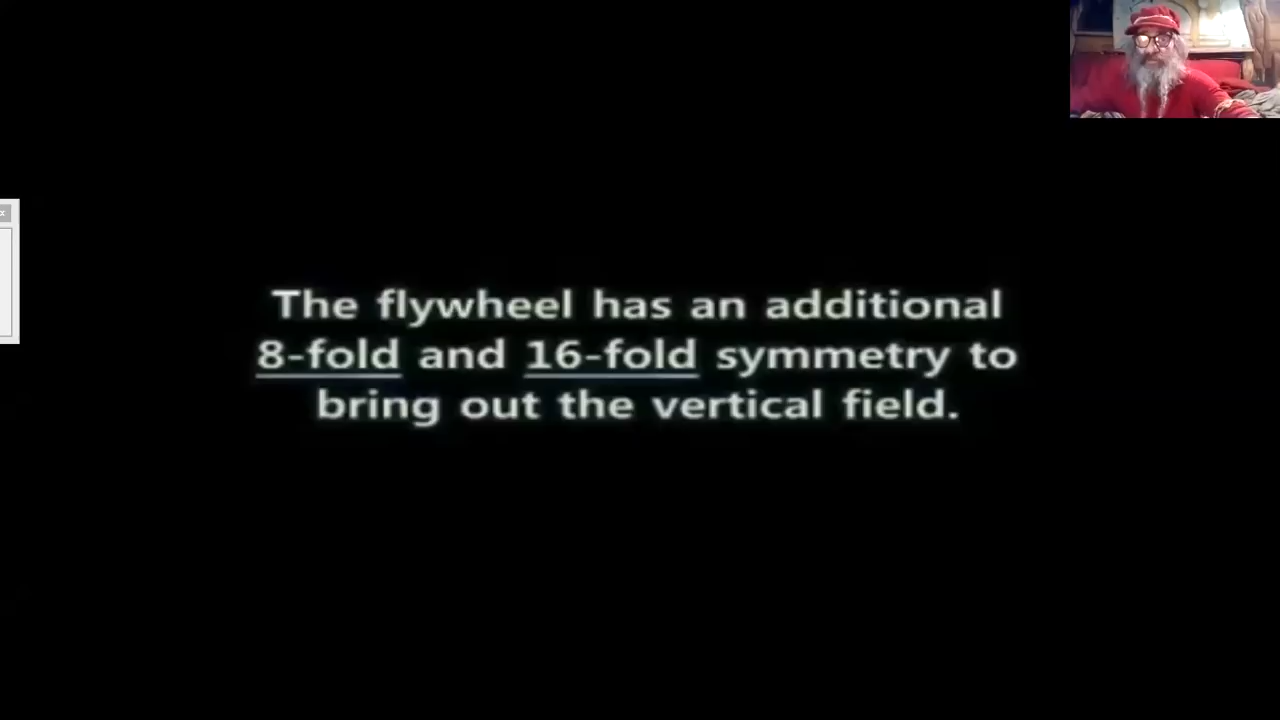 The flywheel has an additional
8-fold and 16-fold symmetry to
bring out the vertical field.
x